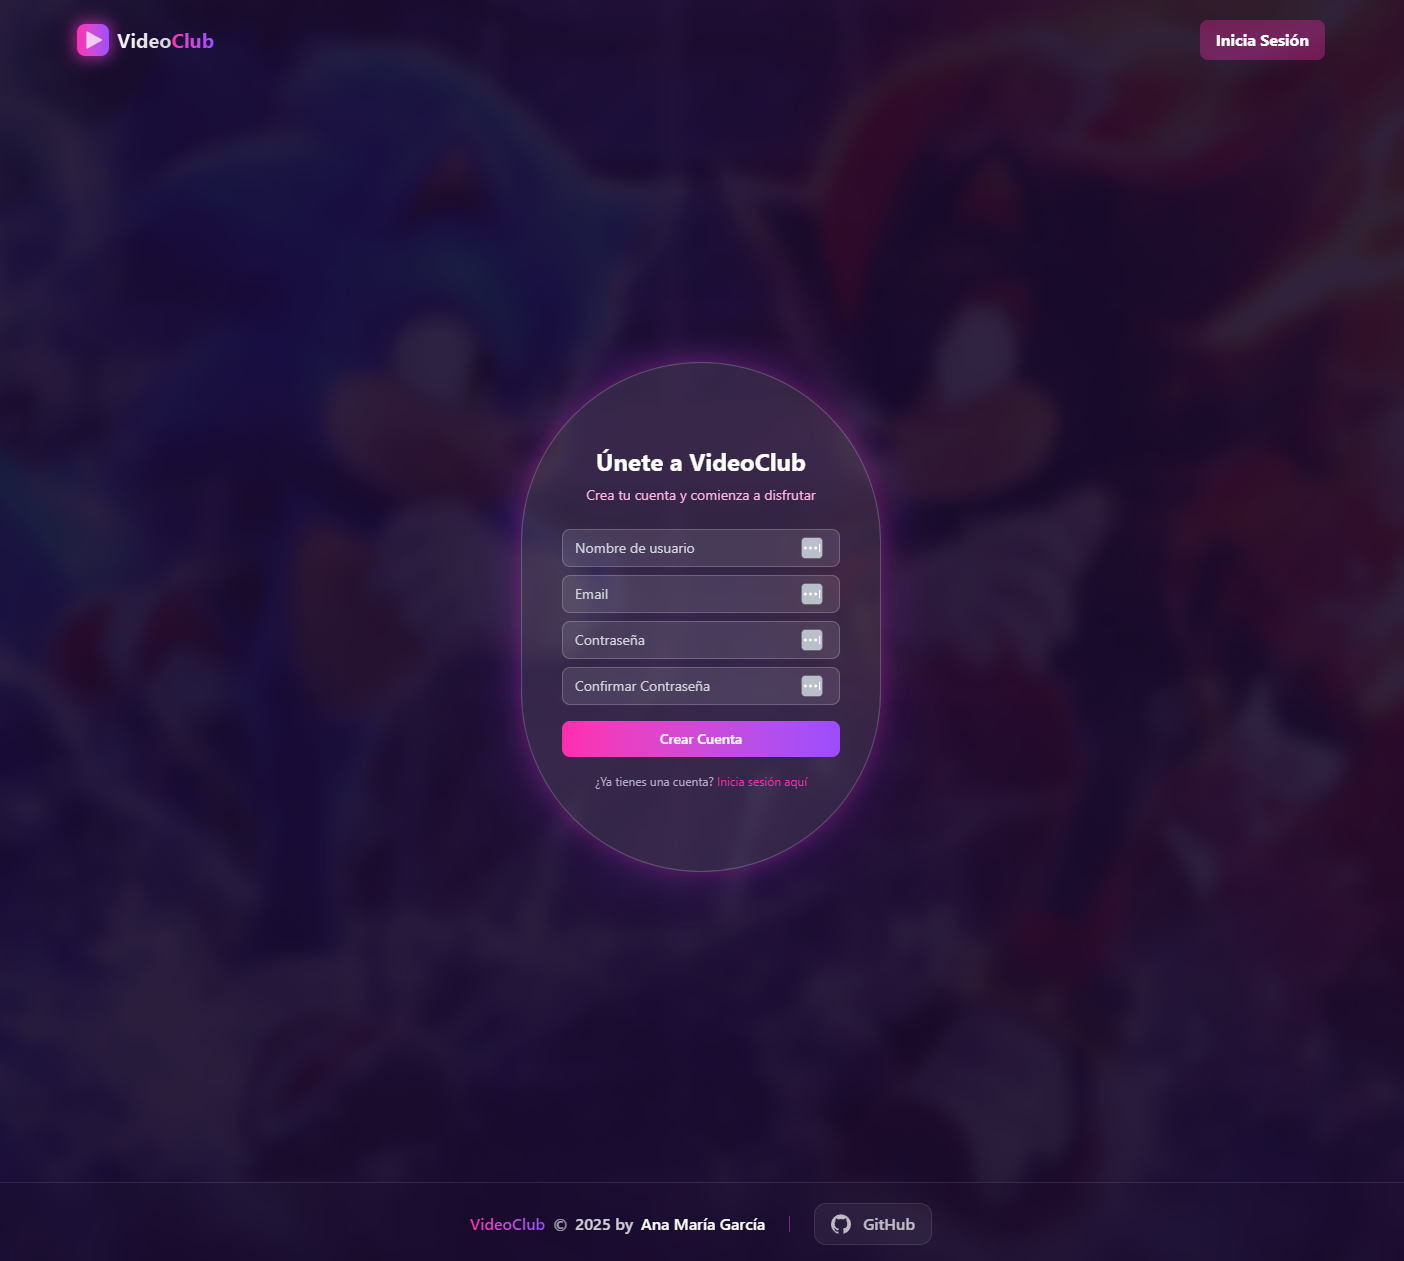 VideoClub
Inicia Sesión
Únete a VideoClub
Crea tu cuenta y comienza a disfrutar
Nombre de usuario
Email
Contraseña
Confirmar Contraseña
Crear Cuenta
¿Ya tienes una cuenta? Inicia sesión aquí
VideoClub © 2025 by Ana María García
GitHub